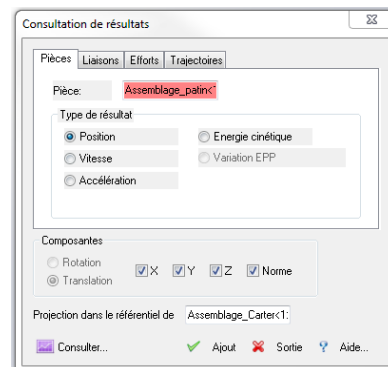 Consultation de résultats
Pièces Liaisons Efforts Trajectoires
Pièce: Assemblage_patin<1
Type de résultat
Position Energie cinétique
Vitesse Variation EPP
Accélération
Composantes
Rotation
Translation X Y Z Norme
Projection dans le référentiel de Assemblage_Carter<1:
Consulter... Ajout Sortie ? Aide...